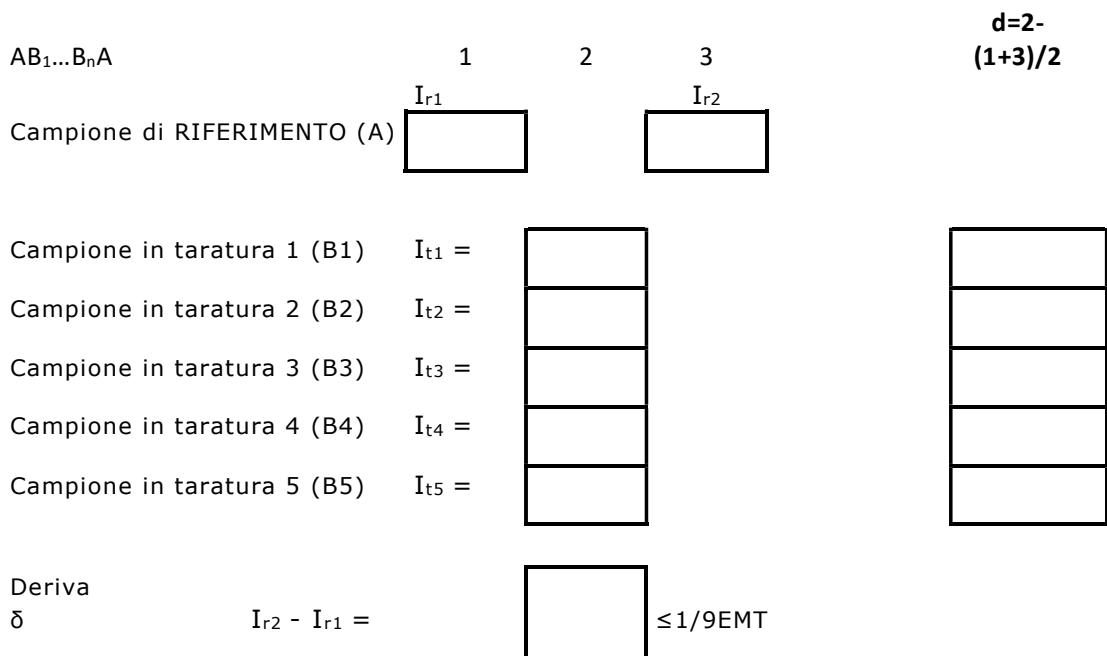 d=2-
AB₁...BₙA 1 2 3 (1+3)/2
Iᵣ₁ Iᵣ₂
Campione di RIFERIMENTO (A)
Campione in taratura 1 (B1) Iₜ₁ =
Campione in taratura 2 (B2) Iₜ₂ =
Campione in taratura 3 (B3) Iₜ₃ =
Campione in taratura 4 (B4) Iₜ₄ =
Campione in taratura 5 (B5) Iₜ₅ =
Deriva
δ Iᵣ₂ - Iᵣ₁ = ≤1/9EMT